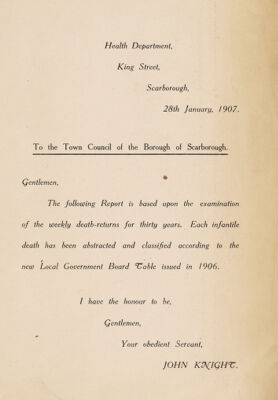 Health Department,
King Street,
Scarborough,
28th January, 1907.
To the Town Council of the Borough of Scarborough.
Gentlemen,
The following Report is based upon the examination
of the weekly death-returns for thirty years. Each infantile
death has been abstracted and classified according to the
new Local Government Board Table issued in 1906.
I have the honour to be,
Gentlemen,
Your obedient Servant,
JOHN KNIGHT.